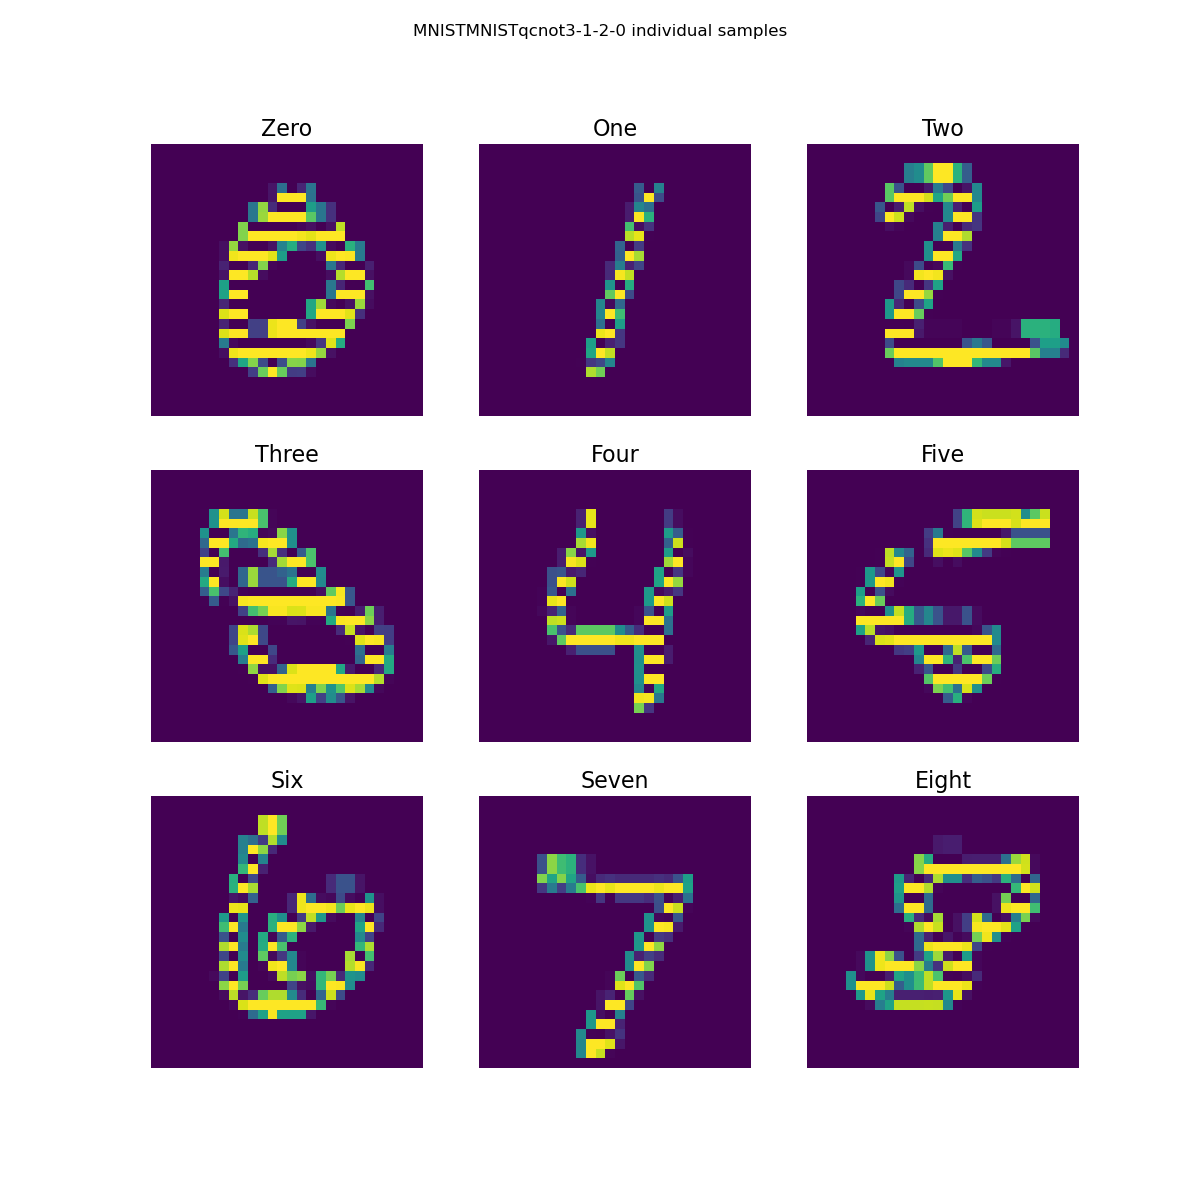 MNISTMNISTqcnot3-1-2-0 individual samples
Zero One Two
Three Four Five
Six Seven Eight